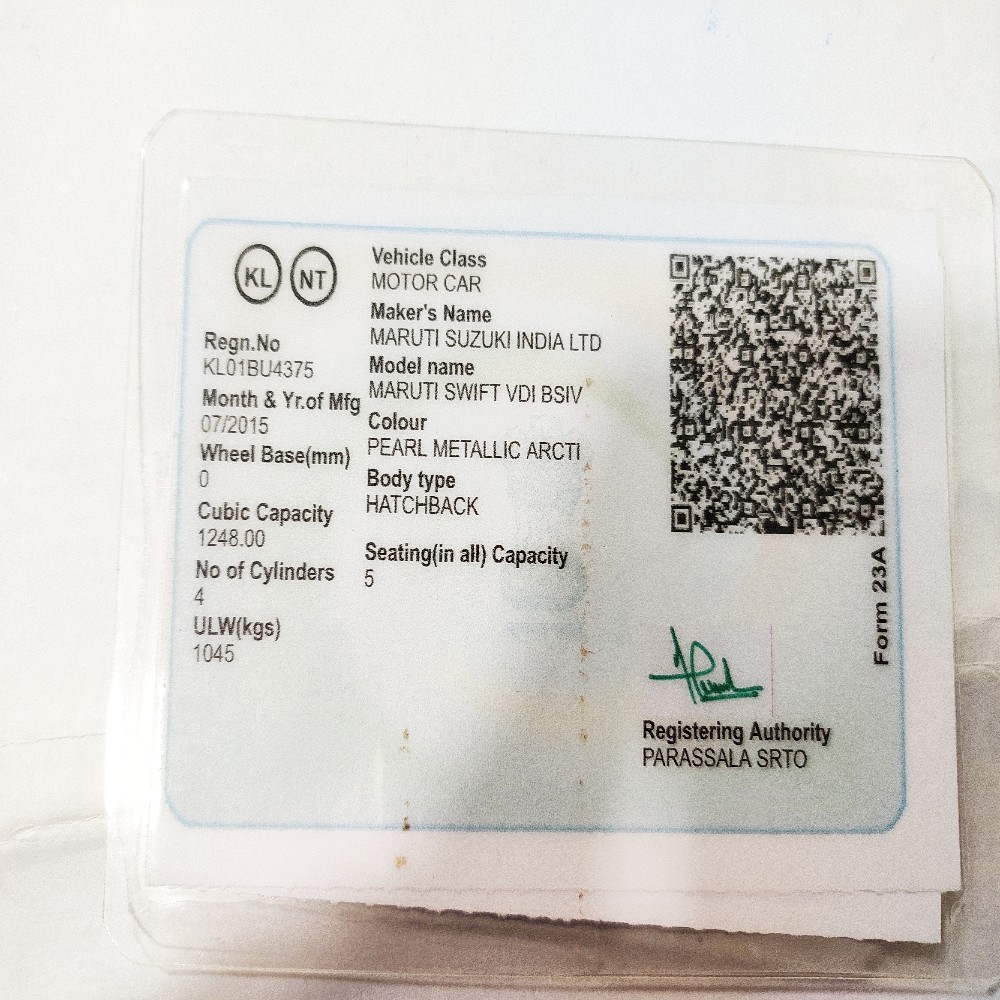 KL NT
Regn.No
KL01BU4375
Month & Yr.of Mfg
07/2015
Wheel Base(mm)
0
Cubic Capacity
1248.00
No of Cylinders
4
ULW(kgs)
1045
Vehicle Class
MOTOR CAR
Maker's Name
MARUTI SUZUKI INDIA LTD
Model name
MARUTI SWIFT VDI BSIV
Colour
PEARL METALLIC ARCTI
Body type
HATCHBACK
Seating(in all) Capacity
5
Form 23A
Registering Authority
PARASSALA SRTO